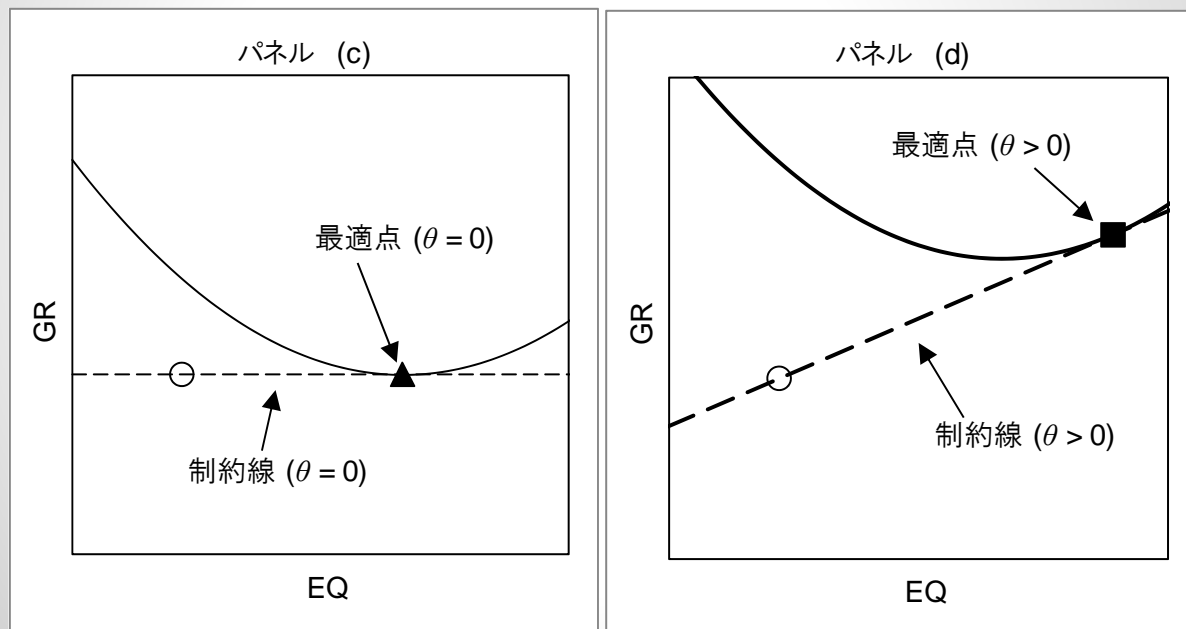 パネル (c)
最適点 (θ = 0)
GR
制約線 (θ = 0)
EQ
パネル (d)
最適点 (θ > 0)
GR
制約線 (θ > 0)
EQ